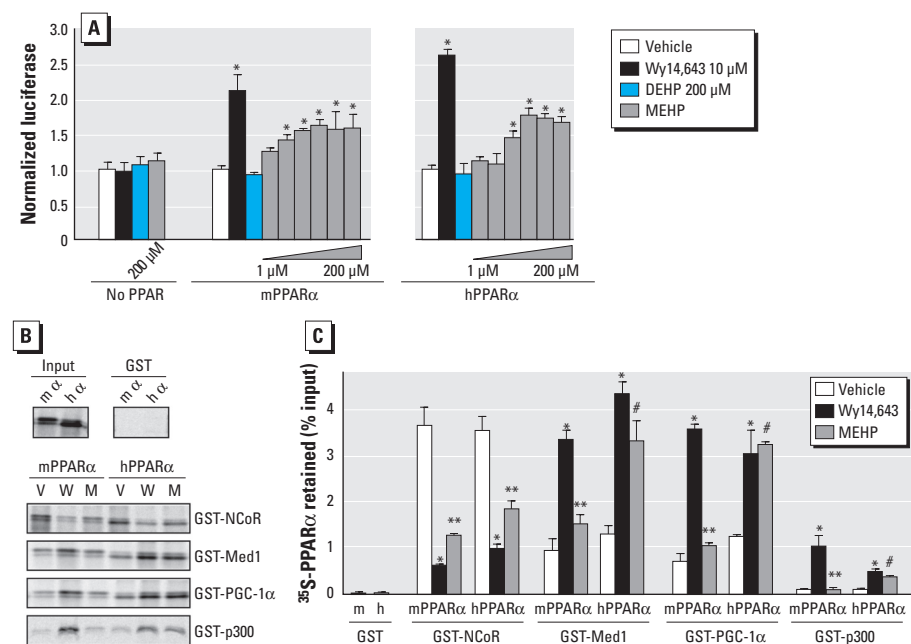 A
Normalized luciferase
3.0
2.5
2.0
1.5
1.0
0.5
0
*
*
*
*
*
*
*
*
*
*
*
Vehicle
Wy14,643 10 µM
DEHP 200 µM
MEHP
200 µM
1 µM 200 µM
1 µM 200 µM
No PPAR
mPPARα
hPPARα
B
Input GST
m α h α m α h α
mPPARα hPPARα
V W M V W M
GST-NCoR
GST-Med1
GST-PGC-1α
GST-p300
C
³⁵S-PPARα retained (% input)
4
3
2
1
0
* ** * ** * ** * # * ** * # * ** * #
Vehicle
Wy14,643
MEHP
m h mPPARα hPPARα mPPARα hPPARα mPPARα hPPARα mPPARα hPPARα
GST GST-NCoR GST-Med1 GST-PGC-1α GST-p300